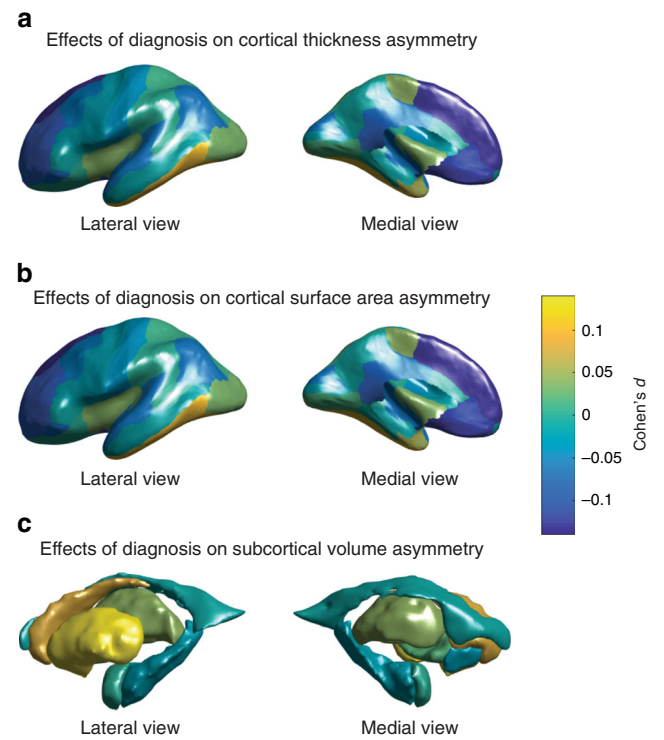 a
Effects of diagnosis on cortical thickness asymmetry
Lateral view
Medial view
b
Effects of diagnosis on cortical surface area asymmetry
Lateral view
Medial view
0.1
0.05
0
−0.05
−0.1
Cohen's d
c
Effects of diagnosis on subcortical volume asymmetry
Lateral view
Medial view